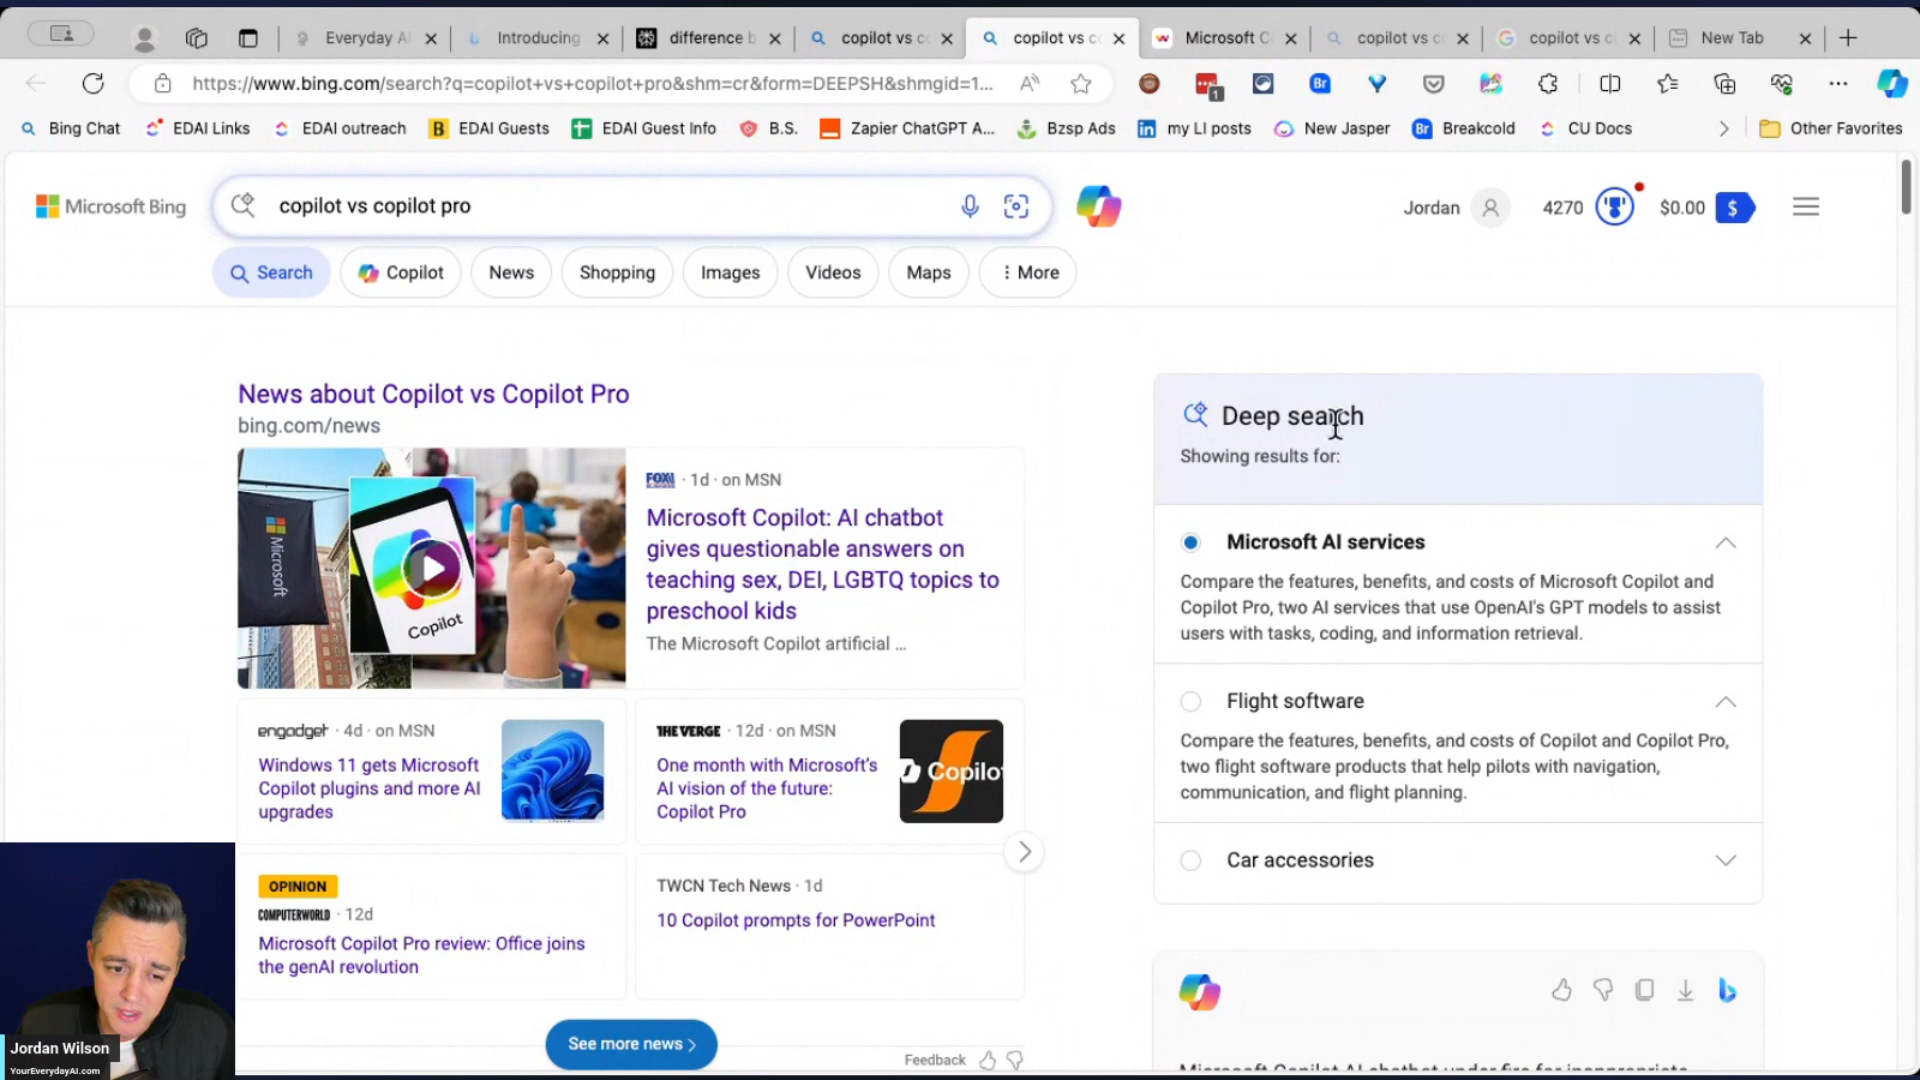 Everyday AI
Introducing
difference b
copilot vs c
copilot vs c
Microsoft C
copilot vs c
copilot vs c
New Tab
https://www.bing.com/search?q=copilot+vs+copilot+pro&shm=cr&form=DEEPSH&shmgid=1...
1
Bing Chat
EDAI Links
EDAI outreach
EDAI Guests
EDAI Guest Info
B.S.
Zapier ChatGPT A...
Bzsp Ads
my LI posts
New Jasper
Breakcold
CU Docs
Other Favorites
Microsoft Bing
copilot vs copilot pro
Jordan
4270
$0.00
Search
Copilot
News
Shopping
Images
Videos
Maps
More
News about Copilot vs Copilot Pro
bing.com/news
Microsoft
Copilot
FOX BUSINESS · 1d · on MSN
Microsoft Copilot: AI chatbot
gives questionable answers on
teaching sex, DEI, LGBTQ topics to
preschool kids
The Microsoft Copilot artificial ...
engadget · 4d · on MSN
Windows 11 gets Microsoft
Copilot plugins and more AI
upgrades
THE VERGE · 12d · on MSN
One month with Microsoft's
AI vision of the future:
Copilot Pro
Copilo
OPINION
COMPUTERWORLD · 12d
Microsoft Copilot Pro review: Office joins
the genAI revolution
TWCN Tech News · 1d
10 Copilot prompts for PowerPoint
See more news
Feedback
Deep search
Showing results for:
Microsoft AI services
Compare the features, benefits, and costs of Microsoft Copilot and
Copilot Pro, two AI services that use OpenAI's GPT models to assist
users with tasks, coding, and information retrieval.
Flight software
Compare the features, benefits, and costs of Copilot and Copilot Pro,
two flight software products that help pilots with navigation,
communication, and flight planning.
Car accessories
Microsoft Copilot AI chatbot under fire for inappropriate
Jordan Wilson
YourEverydayAI.com